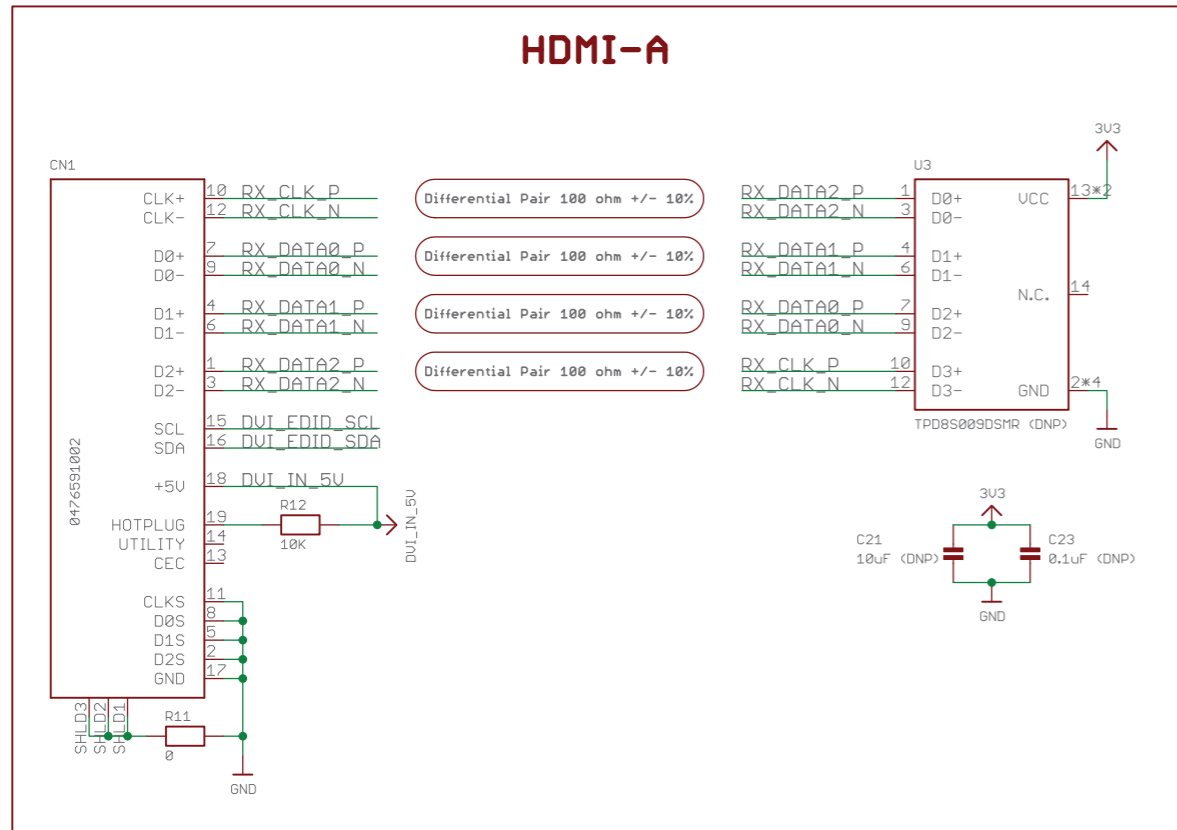 HDMI-A
CN1
CLK+ 10 RX_CLK_P
CLK- 12 RX_CLK_N
D0+ 7 RX_DATA0_P
D0- 9 RX_DATA0_N
D1+ 4 RX_DATA1_P
D1- 6 RX_DATA1_N
D2+ 1 RX_DATA2_P
D2- 3 RX_DATA2_N
SCL 15 DVI_EDID_SCL
SDA 16 DVI_EDID_SDA
+5V 18 DVI_IN_5V
HOTPLUG 19
UTILITY 14
CEC 13
CLKS 11
D0S 8
D1S 5
D2S 2
GND 17
0476591002
SHLD3
SHLD2
SHLD1
R12
10K
DVI_IN_5V
R11
0
GND
Differential Pair 100 ohm +/- 10%
Differential Pair 100 ohm +/- 10%
Differential Pair 100 ohm +/- 10%
Differential Pair 100 ohm +/- 10%
U3
RX_DATA2_P 1 D0+
RX_DATA2_N 3 D0-
RX_DATA1_P 4 D1+
RX_DATA1_N 6 D1-
RX_DATA0_P 7 D2+
RX_DATA0_N 9 D2-
RX_CLK_P 10 D3+
RX_CLK_N 12 D3-
3V3
VCC 13*2
N.C. 14
GND 2*4
GND
TPD8S009DSMR (DNP)
3V3
C21
10uF (DNP)
C23
0.1uF (DNP)
GND